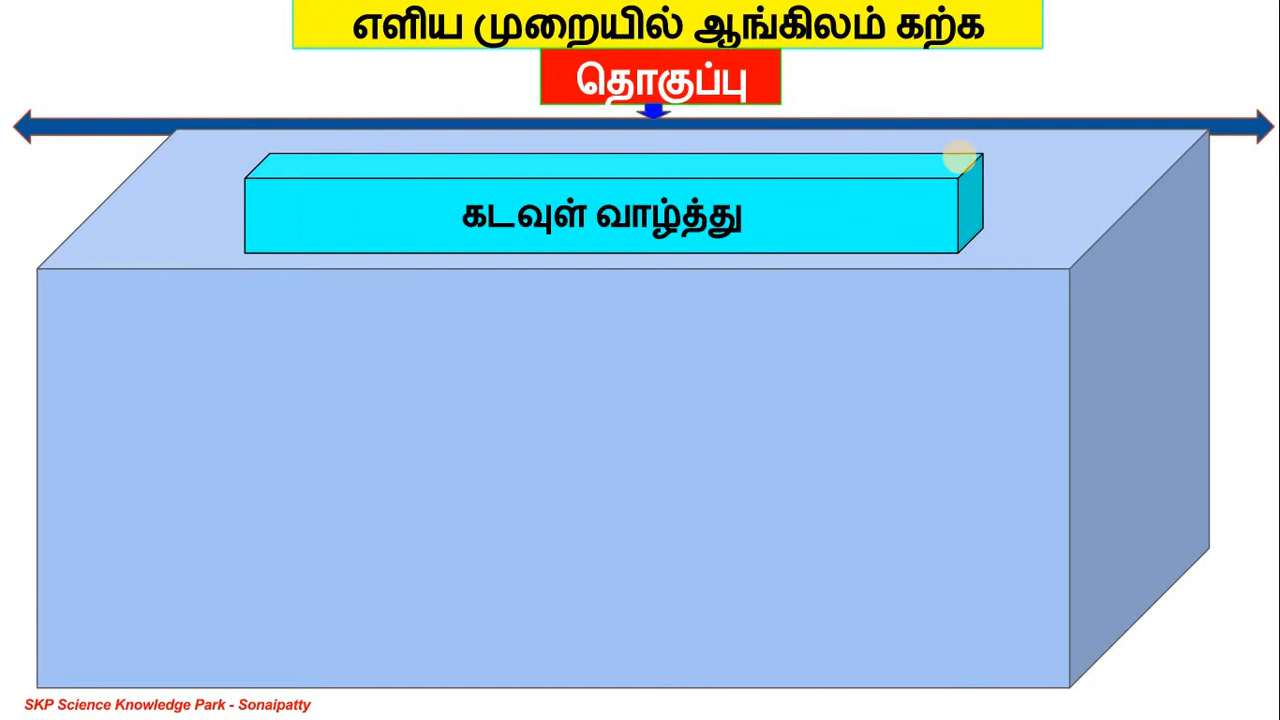 எளிய முறையில் ஆங்கிலம் கற்க
தொகுப்பு
கடவுள் வாழ்த்து
SKP Science Knowledge Park - Sonaipatty